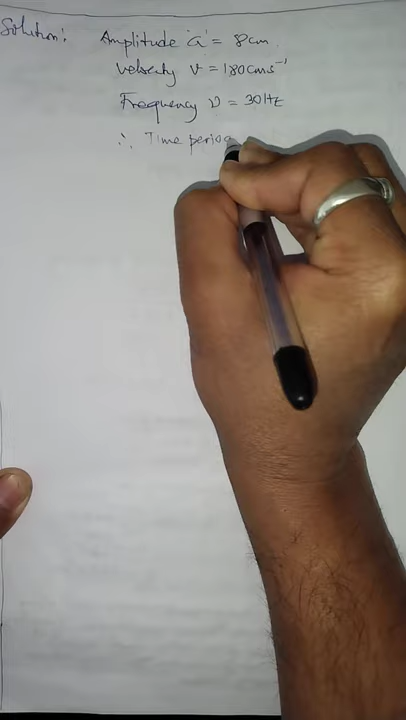 Solution: Amplitude 'a' = 8cm.
Velocity v = 180cms⁻¹
Frequency ν = 30Hz
∴ Time period